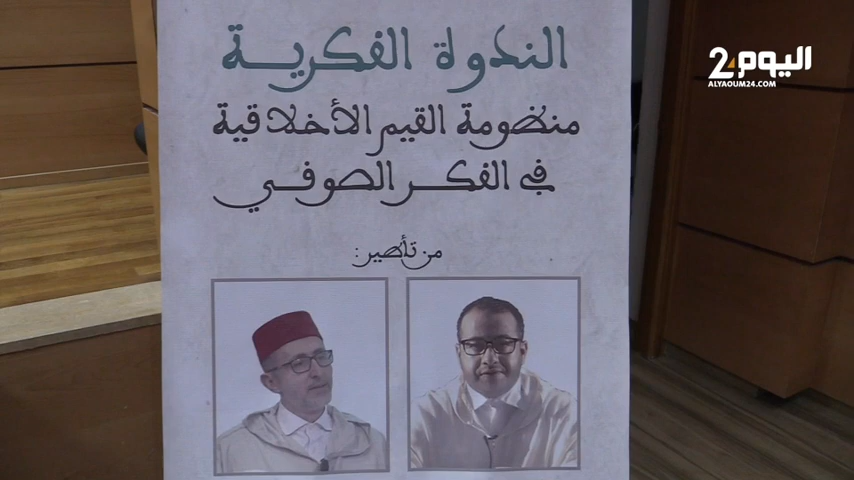 الندوة الفكرية
منظومة القيم الأخلاقية
في الفكر الصوفي
من تأطير:
اليوم 24
ALYAOUM24.COM